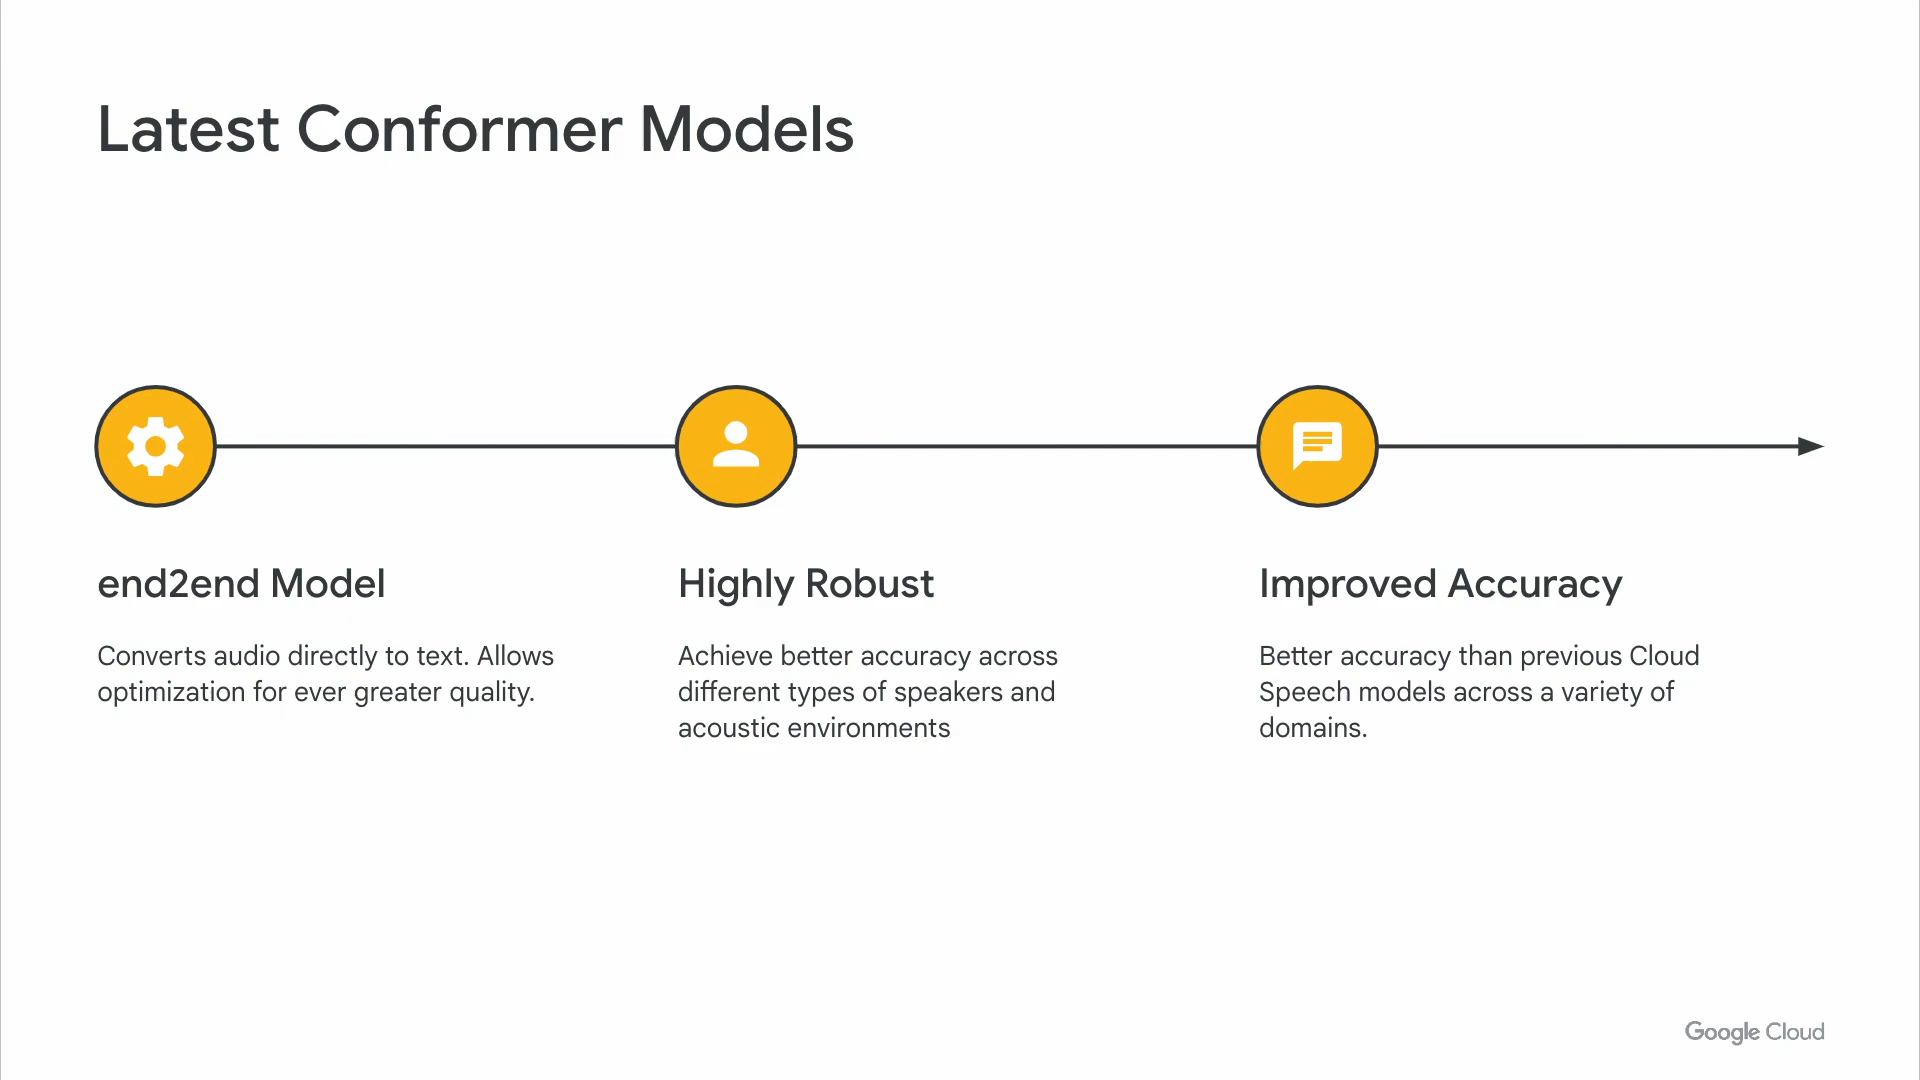 Latest Conformer Models
end2end Model
Converts audio directly to text. Allows
optimization for ever greater quality.
Highly Robust
Achieve better accuracy across
different types of speakers and
acoustic environments
Improved Accuracy
Better accuracy than previous Cloud
Speech models across a variety of
domains.
Google Cloud